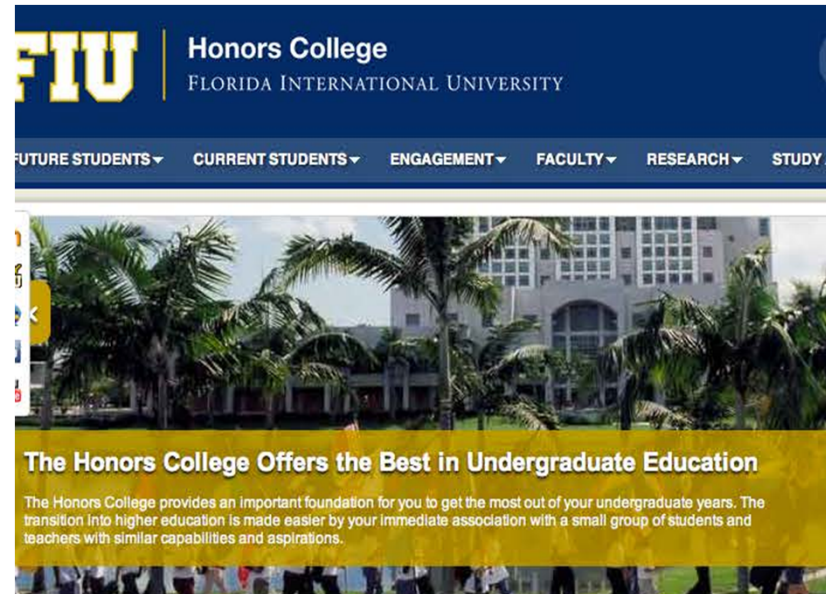 FIU
Honors College
FLORIDA INTERNATIONAL UNIVERSITY
FUTURE STUDENTS CURRENT STUDENTS ENGAGEMENT FACULTY RESEARCH STUDY
The Honors College Offers the Best in Undergraduate Education
The Honors College provides an important foundation for you to get the most out of your undergraduate years. The
transition into higher education is made easier by your immediate association with a small group of students and
teachers with similar capabilities and aspirations.